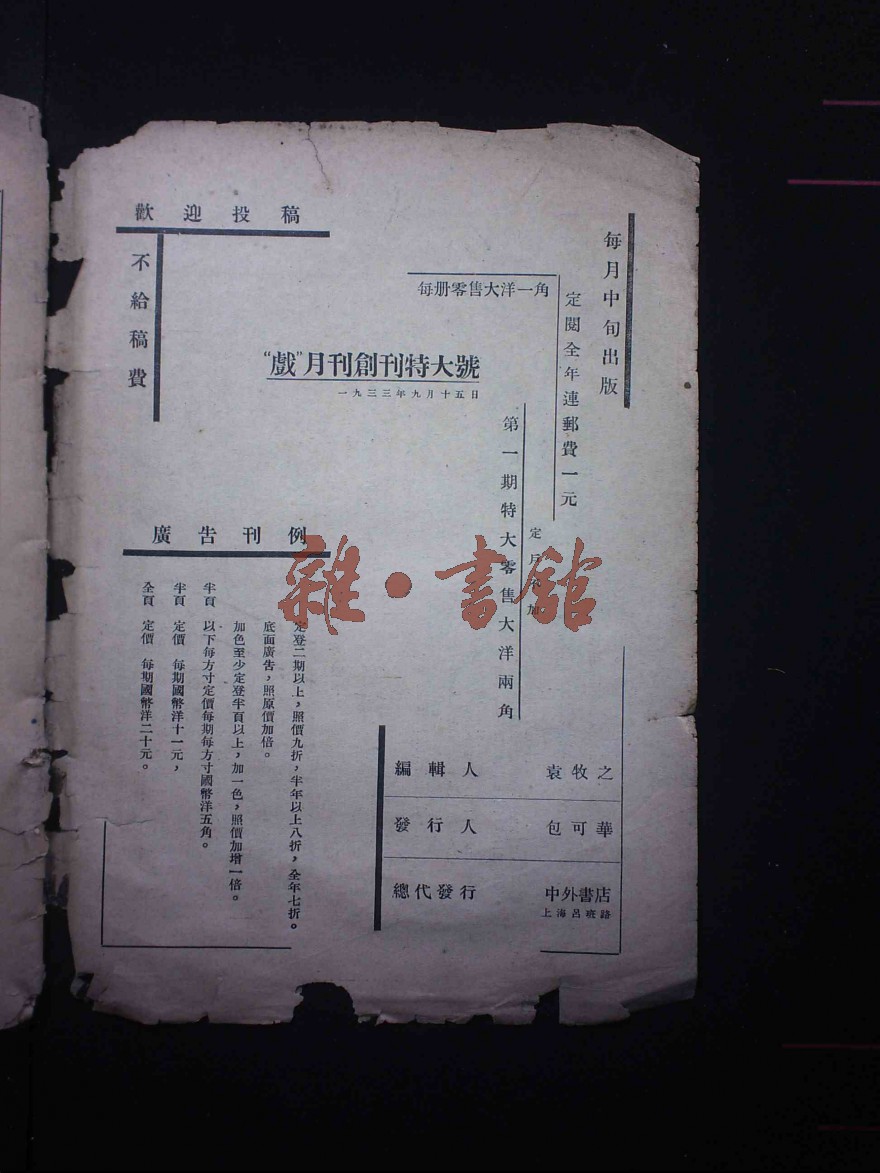 每月中旬出版
定閱全年連郵費一元
每册零售大洋一角
定戶不加
第一期特大零售大洋兩角
“戲”月刊創刊特大號
一九三三年九月十五日
歡迎投稿
不給稿費
廣告刊例
全頁　定價　每期國幣洋二十元。
半頁　定價　每期國幣洋十一元，
半頁　以下每方寸定價每期每方寸國幣洋五角。
加色至少定登半頁以上，加一色，照價加增一倍。
底面廣告，照原價加倍。
定登二期以上，照價九折，半年以上八折，全年七折。
編輯人　袁牧之
發行人　包可華
總代發行　中外書店
上海呂班路
雜·書館